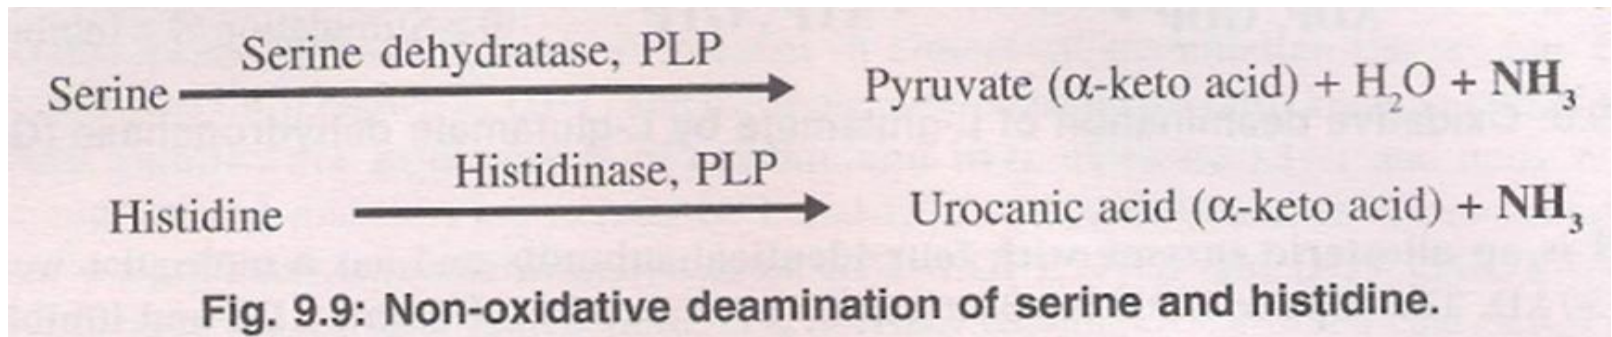 Serine dehydratase, PLP
Serine Pyruvate (α-keto acid) + H₂O + NH₃
Histidinase, PLP
Histidine Urocanic acid (α-keto acid) + NH₃
Fig. 9.9: Non-oxidative deamination of serine and histidine.